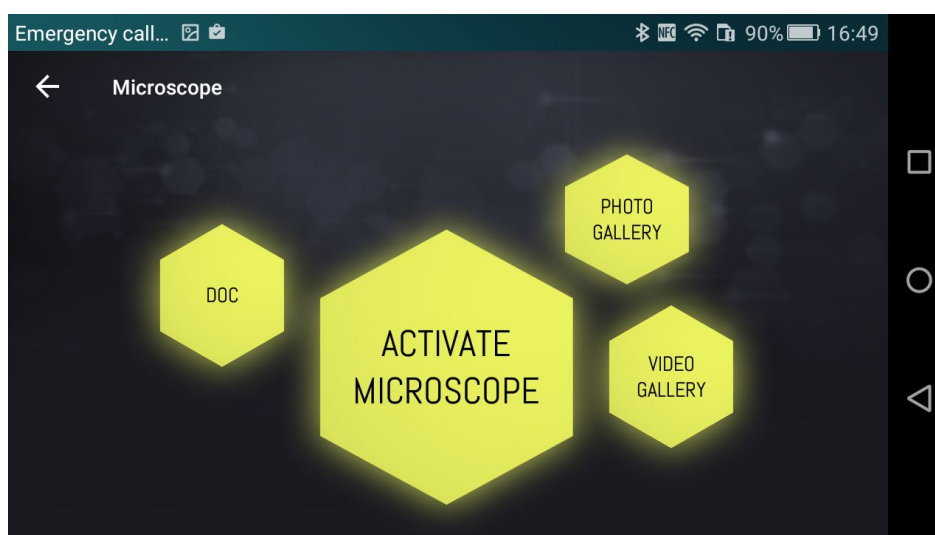 Emergency call... 90% 16:49
Microscope
PHOTO
GALLERY
DOC
ACTIVATE
MICROSCOPE
VIDEO
GALLERY